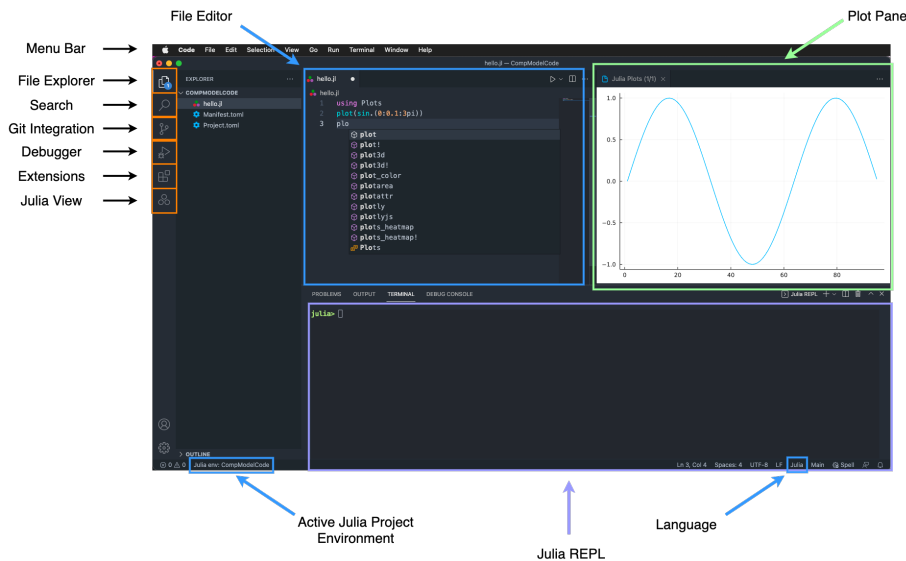 File Editor
Plot Pane
Menu Bar
Code File Edit Selection View Go Run Terminal Window Help
hello.jl — CompModelCode
File Explorer
Search
Git Integration
Debugger
Extensions
Julia View
EXPLORER
COMPMODELCODE
hello.jl
Manifest.toml
Project.toml
OUTLINE
hello.jl
hello.jl
1 using Plots
2 plot(sin.(0:0.1:3pi))
3 plo
plot
plot!
plot3d
plot3d!
plot_color
plotarea
plotattr
plotly
plotlyjs
plots_heatmap
plots_heatmap!
Plots
Julia Plots (1/1)
1.0
0.5
0.0
−0.5
−1.0
0 20 40 60 80
PROBLEMS OUTPUT TERMINAL DEBUG CONSOLE
Julia REPL
julia>
0 0 Julia env: CompModelCode
Ln 3, Col 4 Spaces: 4 UTF-8 LF Julia Main Spell
Active Julia Project
Environment
Julia REPL
Language